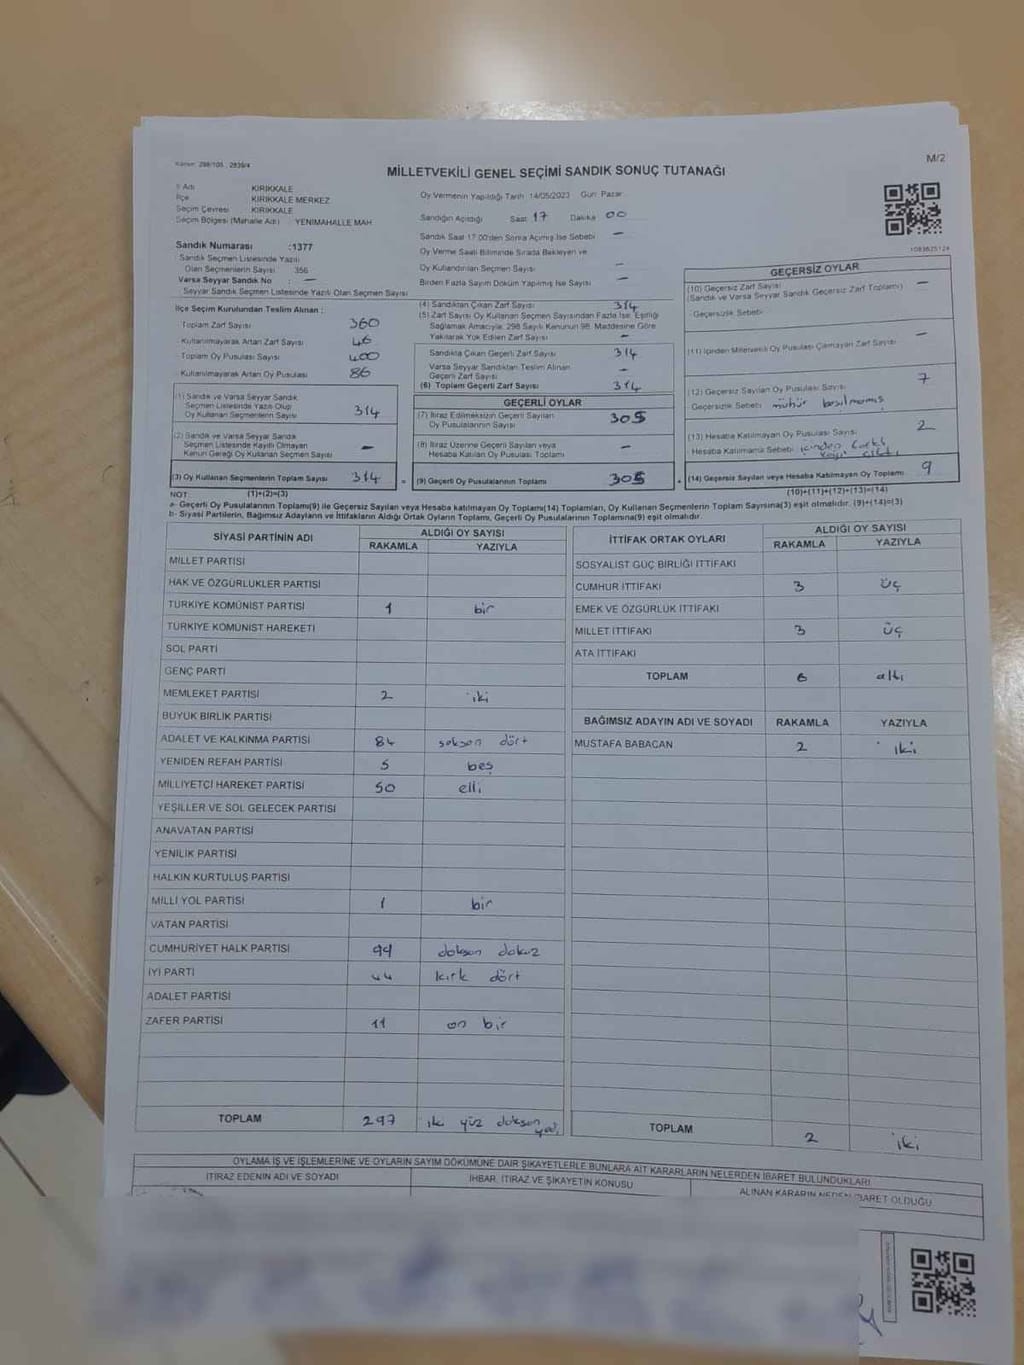 Kanun: 298/105, 2839/4
M/2
MİLLETVEKİLİ GENEL SEÇİMİ SANDIK SONUÇ TUTANAĞI
İl Adı KIRIKKALE
İlçe KIRIKKALE MERKEZ
Seçim Çevresi KIRIKKALE
Seçim Bölgesi (Mahalle Adı) YENİMAHALLE MAH
Sandık Numarası :1377
Sandık Seçmen Listesinde Yazılı
Olan Seçmenlerin Sayısı 356
Varsa Seyyar Sandık No : —
Seyyar Sandık Seçmen Listesinde Yazılı Olan Seçmen Sayısı
İlçe Seçim Kurulundan Teslim Alınan :
Toplam Zarf Sayısı 360
Kullanılmayarak Artan Zarf Sayısı 46
Toplam Oy Pusulası Sayısı 400
Kullanılmayarak Artan Oy Pusulası 86
(1) Sandık ve Varsa Seyyar Sandık
Seçmen Listesinde Yazılı Olup
Oy Kullanan Seçmenlerin Sayısı 314
(2) Sandık ve Varsa Seyyar Sandık
Seçmen Listesinde Kayıtlı Olmayan
Kanun Gereği Oy Kullanan Seçmen Sayısı —
(3) Oy Kullanan Seçmenlerin Toplam Sayısı 314
Oy Vermenin Yapıldığı Tarih 14/05/2023 Gün: Pazar
Sandığın Açıldığı Saat 17 Dakika 00
Sandık Saat 17:00'den Sonra Açılmış İse Sebebi —
Oy Verme Saati Bitiminde Sırada Bekleyen ve
Oy Kullandırılan Seçmen Sayısı —
Birden Fazla Sayım Döküm Yapılmış İse Sayısı —
(4) Sandıktan Çıkan Zarf Sayısı 314
(5) Zarf Sayısı Oy Kullanan Seçmen Sayısından Fazla İse, Eşitliği
Sağlamak Amacıyla, 298 Sayılı Kanunun 98. Maddesine Göre
Yakılarak Yok Edilen Zarf Sayısı —
Sandıkta Çıkan Geçerli Zarf Sayısı 314
Varsa Seyyar Sandıktan Teslim Alınan
Geçerli Zarf Sayısı —
(6) Toplam Geçerli Zarf Sayısı 314
GEÇERLİ OYLAR
(7) İtiraz Edilmeksizin Geçerli Sayılan
Oy Pusulalarının Sayısı 305
(8) İtiraz Üzerine Geçerli Sayılan veya
Hesaba Katılan Oy Pusulası Toplamı —
= (9) Geçerli Oy Pusulalarının Toplamı 305
1083625124
GEÇERSİZ OYLAR
(10) Geçersiz Zarf Sayısı —
(Sandık ve Varsa Seyyar Sandık Geçersiz Zarf Toplamı)
Geçersizlik Sebebi
(11) İçinden Milletvekili Oy Pusulası Çıkmayan Zarf Sayısı —
(12) Geçersiz Sayılan Oy Pusulası Sayısı 7
Geçersizlik Sebebi mühür basılmamış
(13) Hesaba Katılmayan Oy Pusulası Sayısı 2
Hesaba Katılmama Sebebi içinden farklı
çıktı
+ (14) Geçersiz Sayılan veya Hesaba Katılmayan Oy Toplamı 9
NOT: (1)+(2)=(3) (10)+(11)+(12)+(13)=(14)
a- Geçerli Oy Pusulalarının Toplamı(9) ile Geçersiz Sayılan veya Hesaba katılmayan Oy Toplamı(14) Toplamları, Oy Kullanan Seçmenlerin Toplam Sayısına(3) eşit olmalıdır. (9)+(14)=(3)
b- Siyasi Partilerin, Bağımsız Adayların ve İttifakların Aldığı Ortak Oyların Toplamı, Geçerli Oy Pusulalarının Toplamına(9) eşit olmalıdır.
SİYASİ PARTİNİN ADI ALDIĞI OY SAYISI
RAKAMLA YAZIYLA
MİLLET PARTİSİ
HAK VE ÖZGÜRLÜKLER PARTİSİ
TÜRKİYE KOMÜNİST PARTİSİ 1 bir
TÜRKİYE KOMÜNİST HAREKETİ
SOL PARTİ
GENÇ PARTİ
MEMLEKET PARTİSİ 2 iki
BÜYÜK BİRLİK PARTİSİ
ADALET VE KALKINMA PARTİSİ 84 seksen dört
YENİDEN REFAH PARTİSİ 5 beş
MİLLİYETÇİ HAREKET PARTİSİ 50 elli
YEŞİLLER VE SOL GELECEK PARTİSİ
ANAVATAN PARTİSİ
YENİLİK PARTİSİ
HALKIN KURTULUŞ PARTİSİ
MİLLİ YOL PARTİSİ 1 bir
VATAN PARTİSİ
CUMHURİYET HALK PARTİSİ 99 doksan dokuz
İYİ PARTİ 44 kırk dört
ADALET PARTİSİ
ZAFER PARTİSİ 11 on bir
TOPLAM 297 iki yüz doksan yedi
İTTİFAK ORTAK OYLARI ALDIĞI OY SAYISI
RAKAMLA YAZIYLA
SOSYALİST GÜÇ BİRLİĞİ İTTİFAKI
CUMHUR İTTİFAKI 3 üç
EMEK VE ÖZGÜRLÜK İTTİFAKI
MİLLET İTTİFAKI 3 üç
ATA İTTİFAKI
TOPLAM 6 altı
BAĞIMSIZ ADAYIN ADI VE SOYADI RAKAMLA YAZIYLA
MUSTAFA BABACAN 2 iki
TOPLAM 2 iki
OYLAMA İŞ VE İŞLEMLERİNE VE OYLARIN SAYIM DÖKÜMÜNE DAİR ŞİKAYETLERLE BUNLARA AİT KARARLARIN NELERDEN İBARET BULUNDUKLARI
İTİRAZ EDENİN ADI VE SOYADI İHBAR, İTİRAZ VE ŞİKAYETİN KONUSU ALINAN KARARIN NEDEN İBARET OLDUĞU